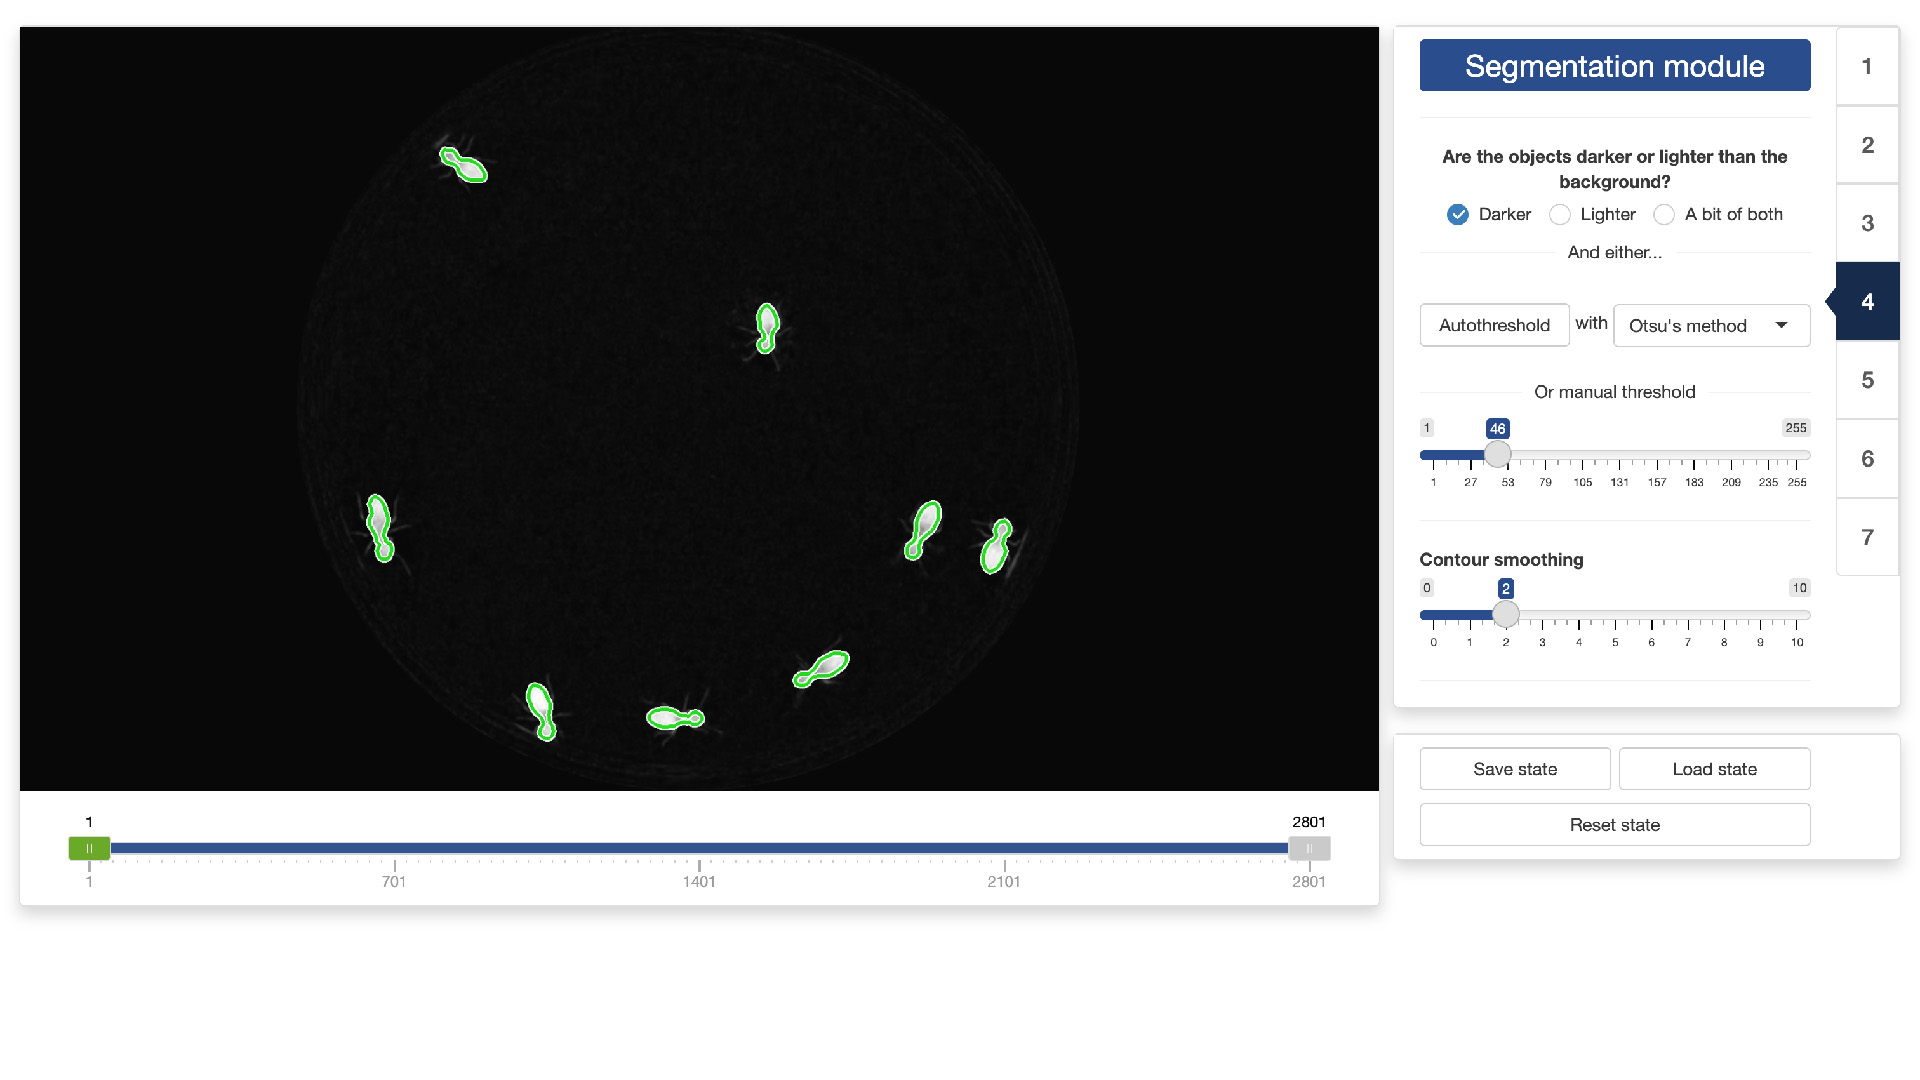 Segmentation module
Are the objects darker or lighter than the
background?
Darker Lighter A bit of both
And either...
Autothreshold with Otsu's method
Or manual threshold
1 46 255
1 27 53 79 105 131 157 183 209 235 255
Contour smoothing
0 2 10
0 1 2 3 4 5 6 7 8 9 10
1
2
3
4
5
6
7
Save state Load state
Reset state
1 2801
1 701 1401 2101 2801